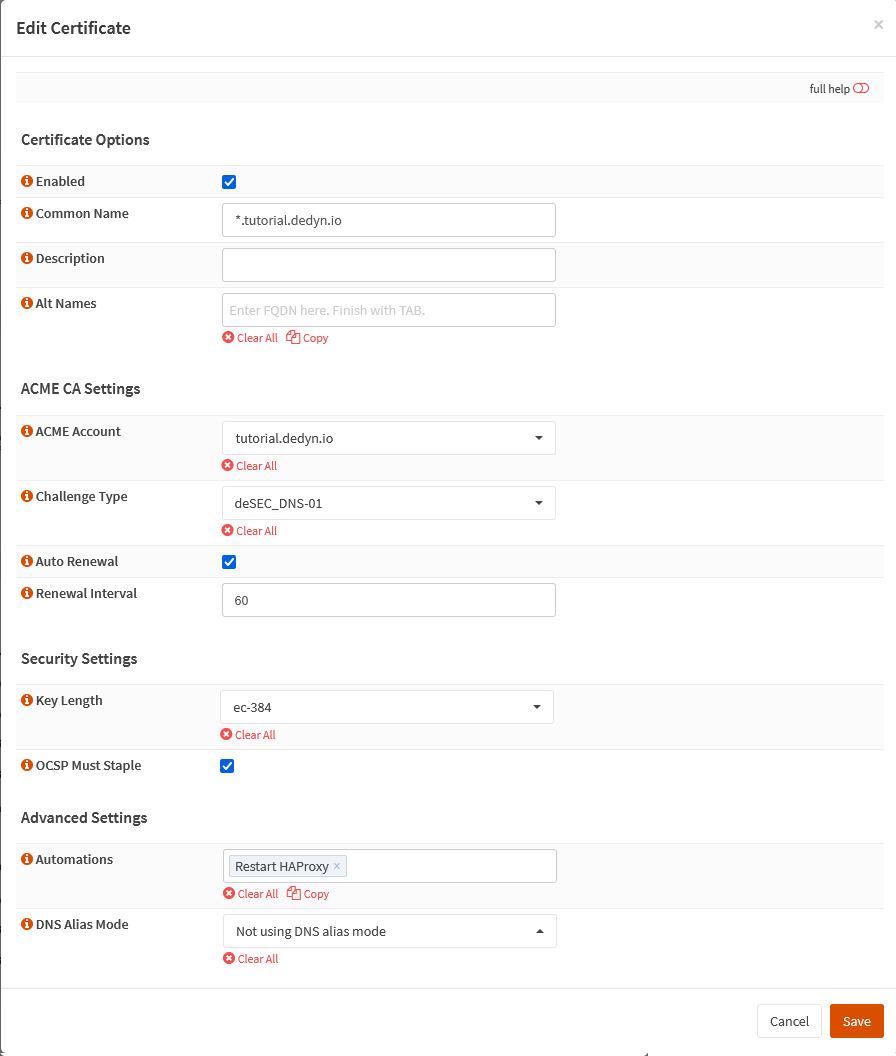 Edit Certificate ×
full help
Certificate Options
Enabled
Common Name *.tutorial.dedyn.io
Description
Alt Names Enter FQDN here. Finish with TAB.
Clear All Copy
ACME CA Settings
ACME Account tutorial.dedyn.io
Clear All
Challenge Type deSEC_DNS-01
Clear All
Auto Renewal
Renewal Interval 60
Security Settings
Key Length ec-384
Clear All
OCSP Must Staple
Advanced Settings
Automations Restart HAProxy ×
Clear All Copy
DNS Alias Mode Not using DNS alias mode
Clear All
Cancel Save